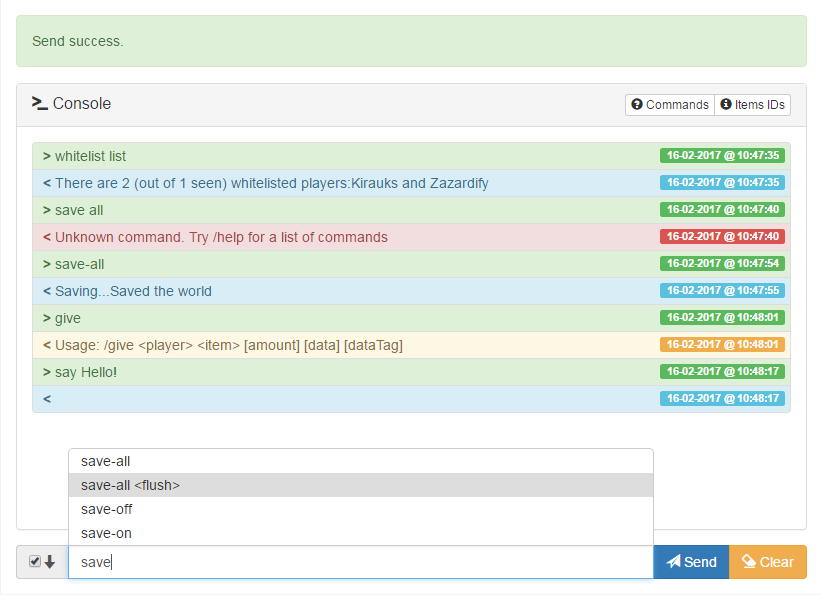 Send success.
Console Commands Items IDs
> whitelist list 16-02-2017 @ 10:47:35
< There are 2 (out of 1 seen) whitelisted players:Kirauks and Zazardify 16-02-2017 @ 10:47:35
> save all 16-02-2017 @ 10:47:40
< Unknown command. Try /help for a list of commands 16-02-2017 @ 10:47:40
> save-all 16-02-2017 @ 10:47:54
< Saving...Saved the world 16-02-2017 @ 10:47:55
> give 16-02-2017 @ 10:48:01
< Usage: /give <player> <item> [amount] [data] [dataTag] 16-02-2017 @ 10:48:01
> say Hello! 16-02-2017 @ 10:48:17
< 16-02-2017 @ 10:48:17
save-all
save-all <flush>
save-off
save-on
save Send Clear